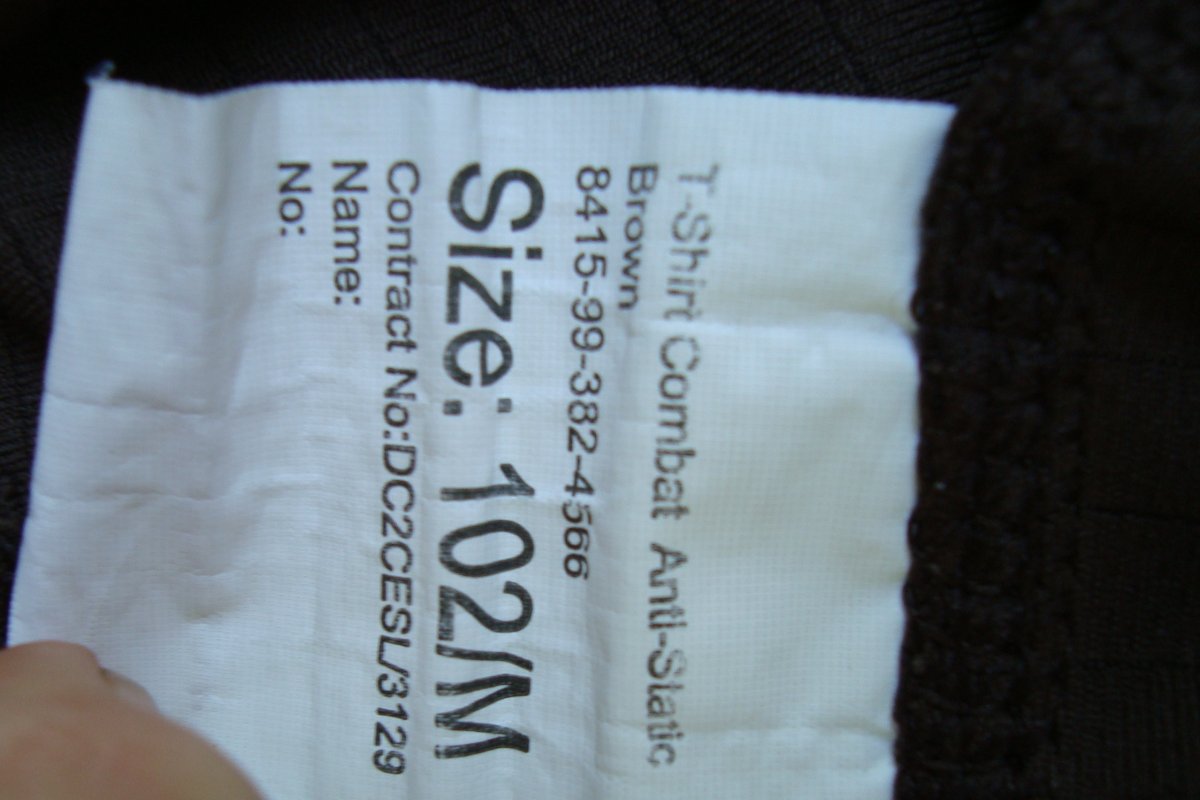 T-Shirt Combat Anti-Static
Brown
8415-99-382-4566
Size: 102/M
Contract No:DC2CESL/3129
Name:
No: